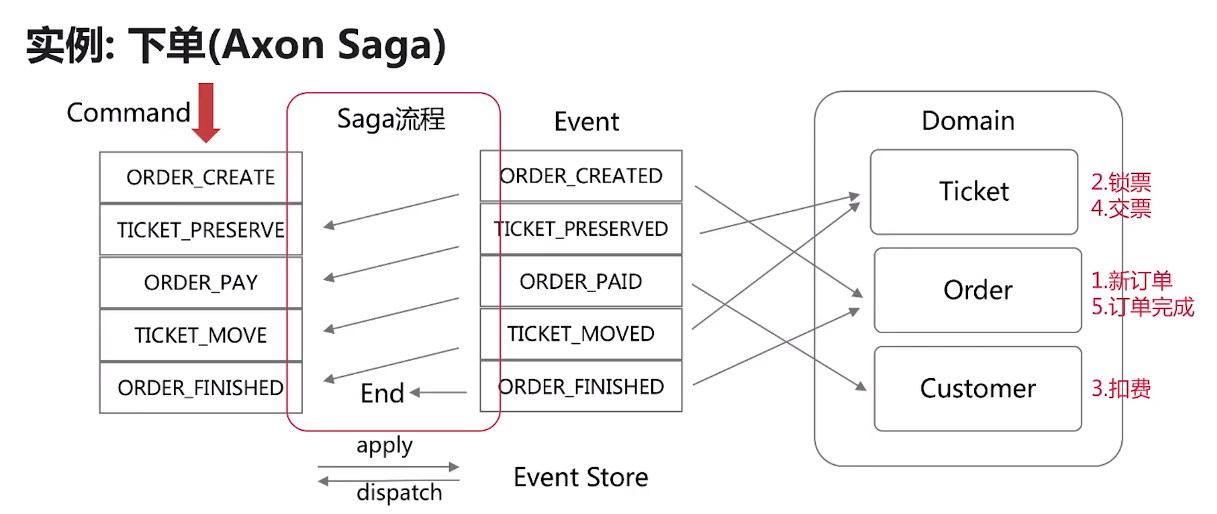 实例: 下单(Axon Saga)
Command
Saga流程
Event
Domain
ORDER_CREATE
TICKET_PRESERVE
ORDER_PAY
TICKET_MOVE
ORDER_FINISHED
End
ORDER_CREATED
TICKET_PRESERVED
ORDER_PAID
TICKET_MOVED
ORDER_FINISHED
Ticket
2.锁票
4.交票
Order
1.新订单
5.订单完成
Customer
3.扣费
apply
dispatch
Event Store